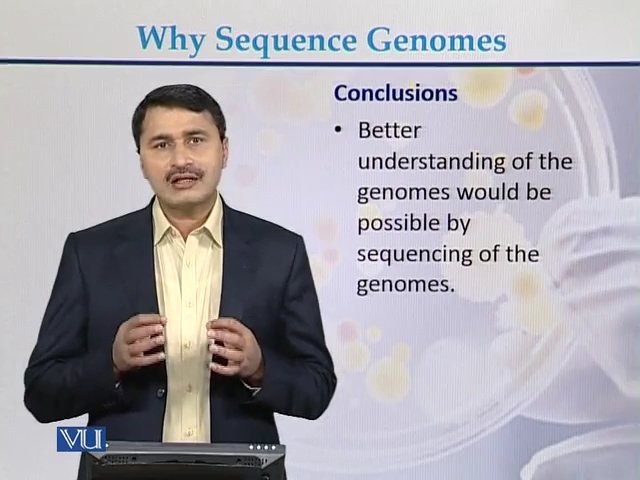 Why Sequence Genomes
Conclusions
• Better
understanding of the
genomes would be
possible by
sequencing of the
genomes.
VU.